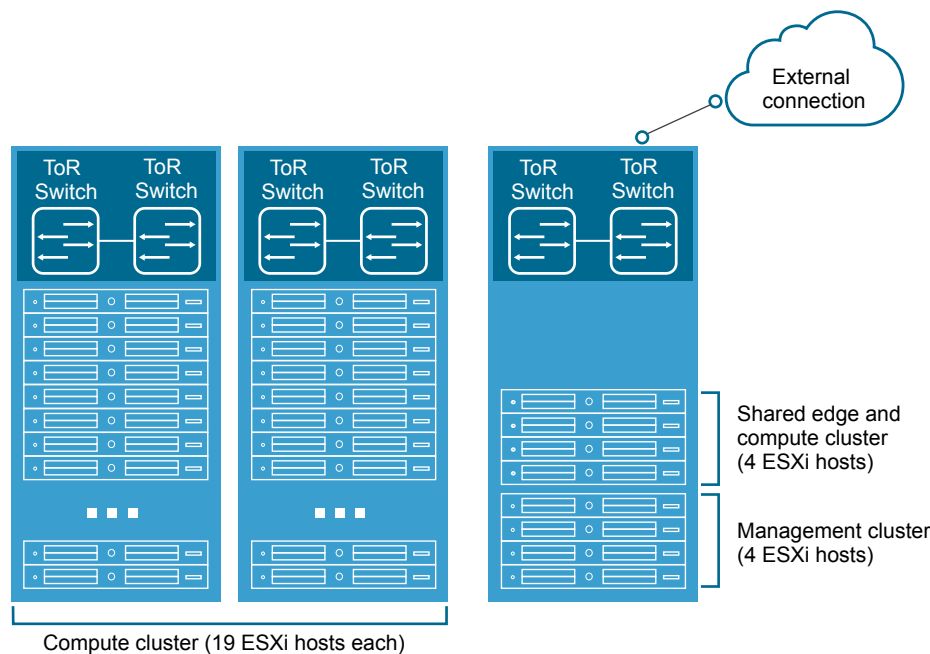 External
connection
ToR
Switch
ToR
Switch
ToR
Switch
ToR
Switch
ToR
Switch
ToR
Switch
Shared edge and
compute cluster
(4 ESXi hosts)
Management cluster
(4 ESXi hosts)
Compute cluster (19 ESXi hosts each)